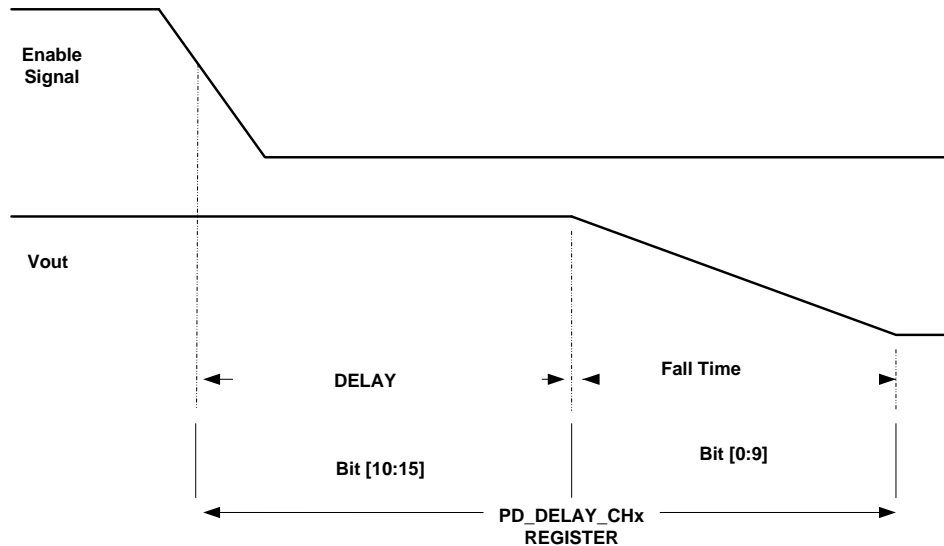 Enable
Signal
Vout
DELAY
Fall Time
Bit [10:15]
Bit [0:9]
PD_DELAY_CHx
REGISTER